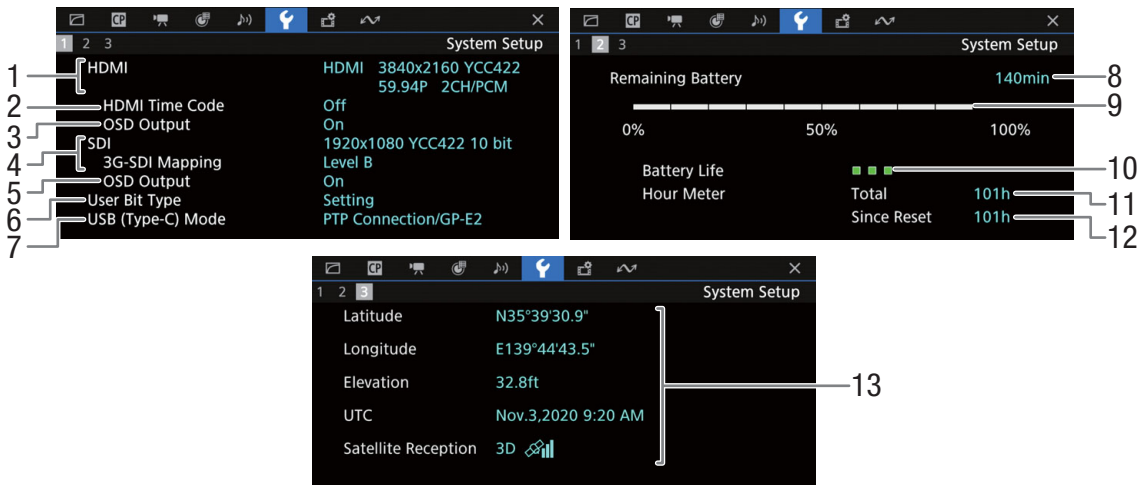 CP
1 2 3 System Setup
1 HDMI HDMI 3840x2160 YCC422
59.94P 2CH/PCM
2 HDMI Time Code Off
3 OSD Output On
4 SDI 1920x1080 YCC422 10 bit
3G-SDI Mapping Level B
5 OSD Output On
6 User Bit Type Setting
7 USB (Type-C) Mode PTP Connection/GP-E2
CP
1 2 3 System Setup
Remaining Battery 140min 8
9
0% 50% 100%
Battery Life 10
Hour Meter Total 101h 11
Since Reset 101h 12
CP
1 2 3 System Setup
Latitude N35°39'30.9"
Longitude E139°44'43.5"
Elevation 32.8ft
13
UTC Nov.3,2020 9:20 AM
Satellite Reception 3D